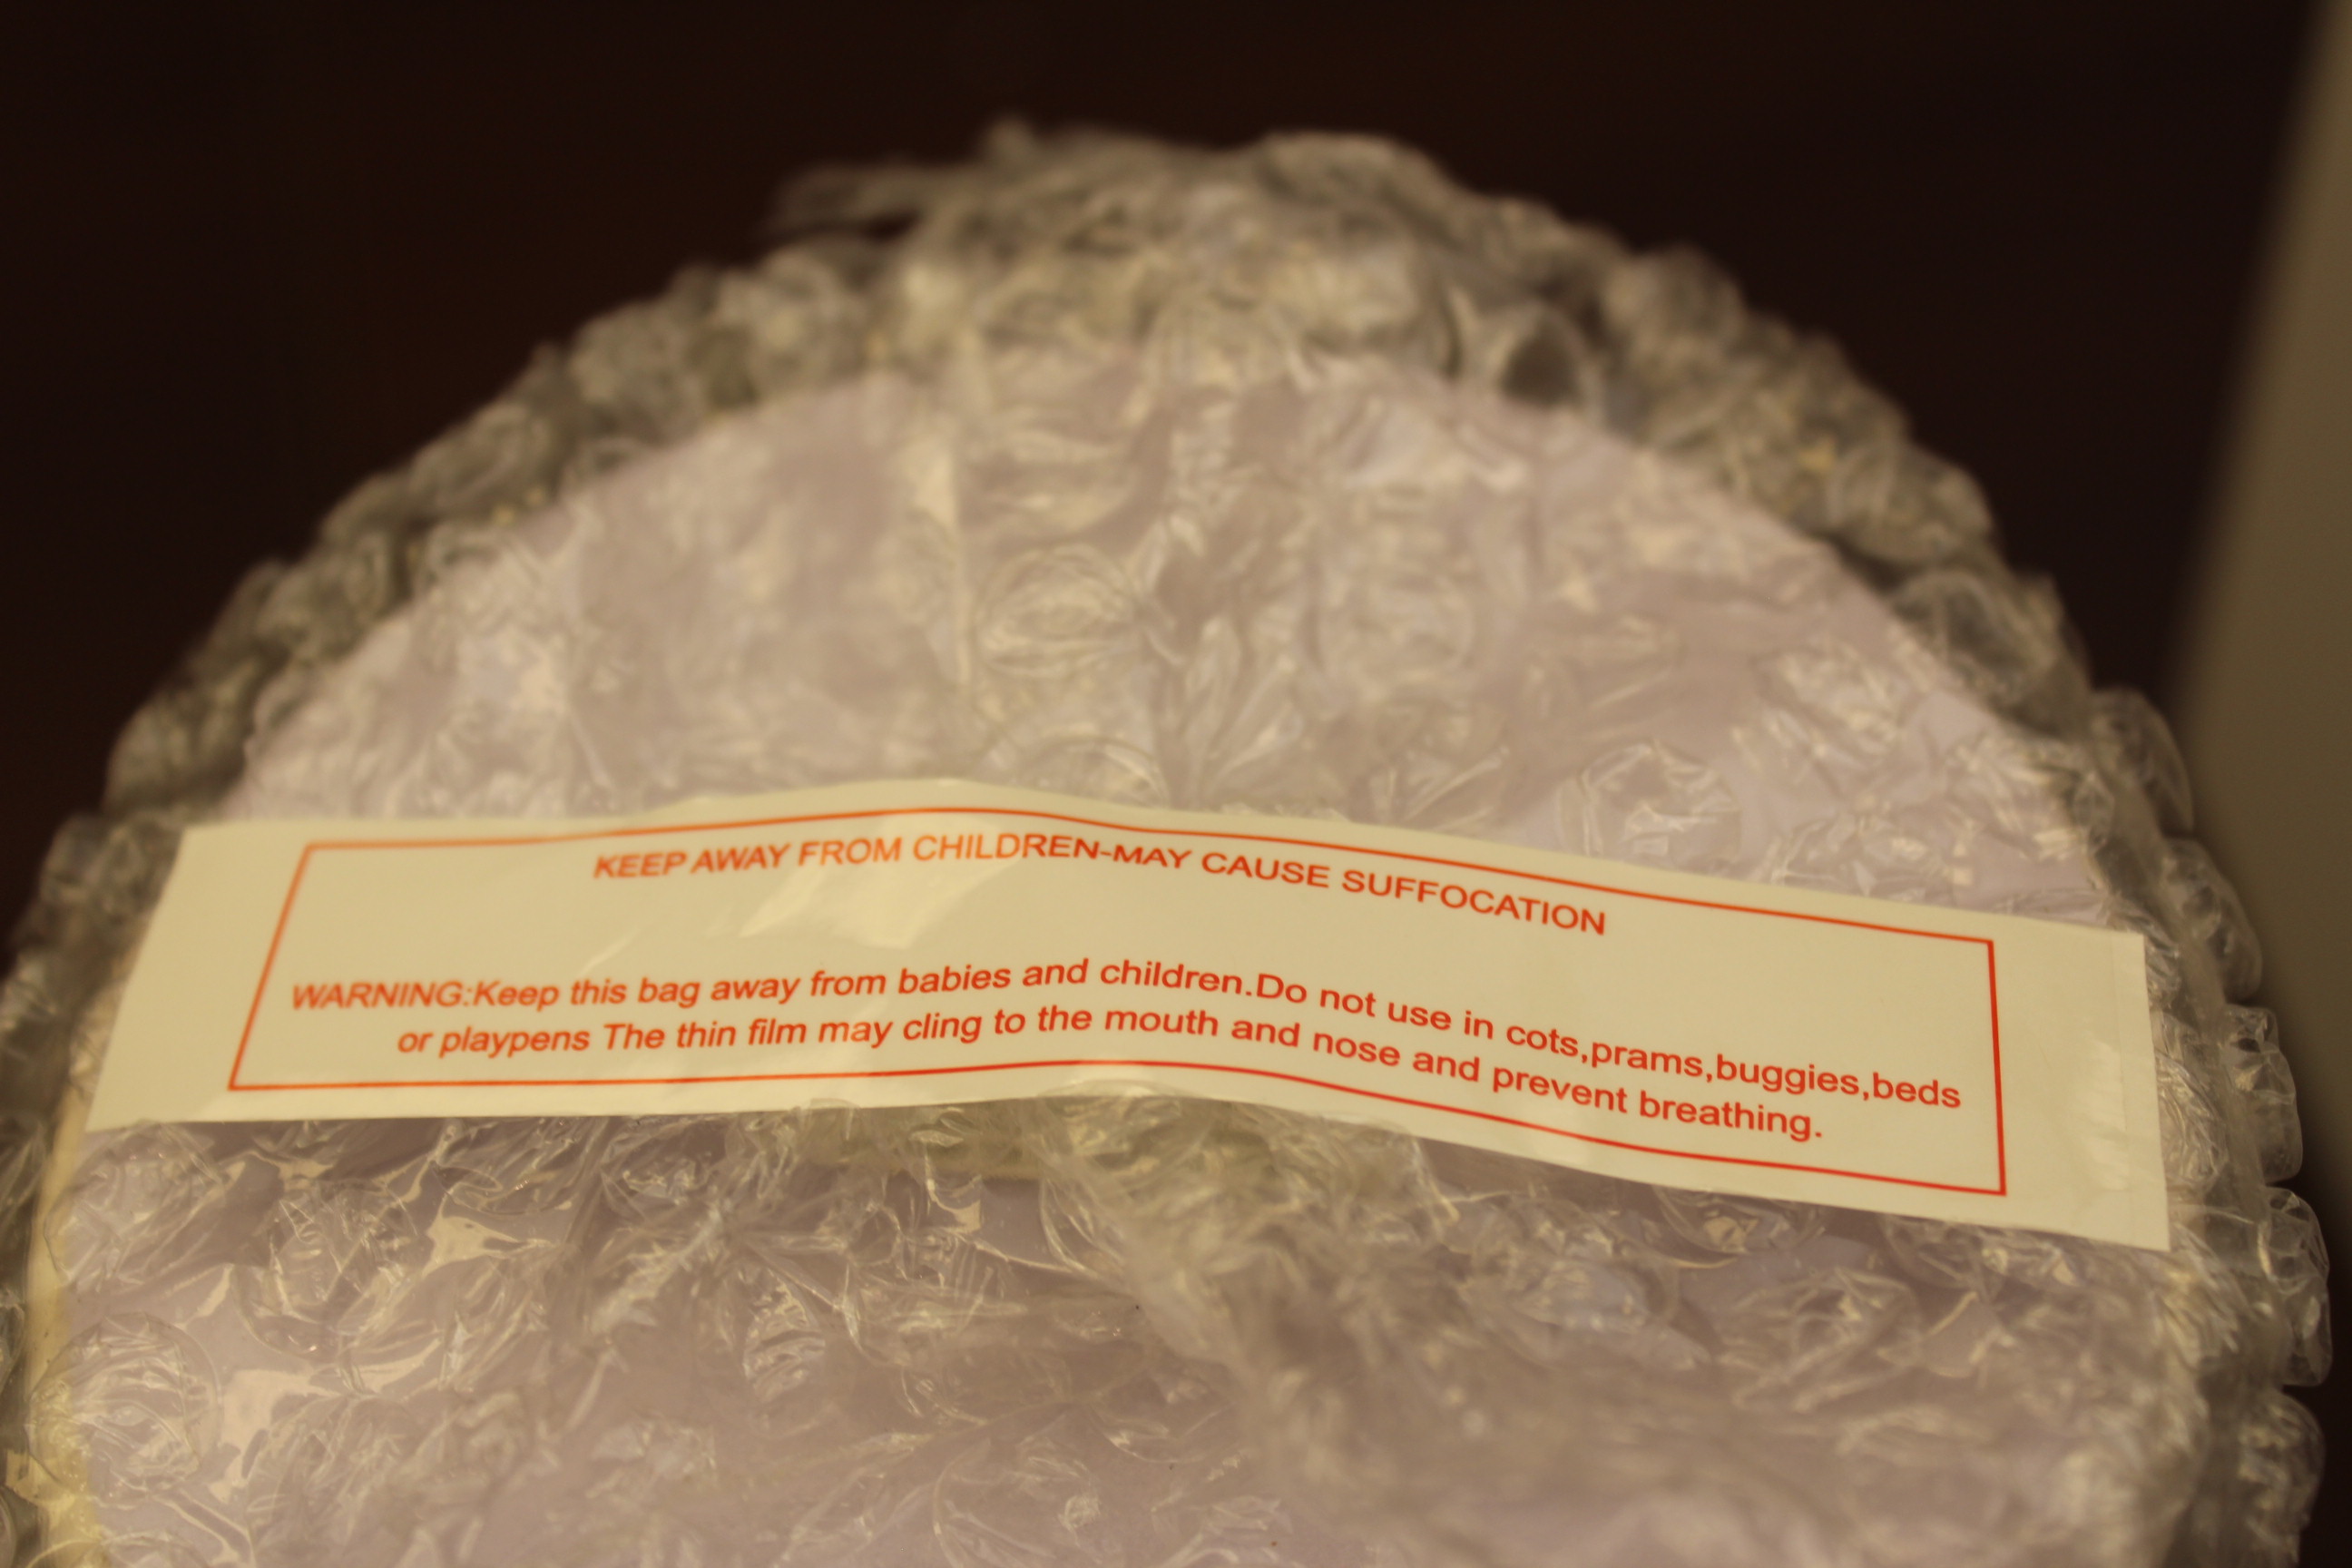 KEEP AWAY FROM CHILDREN-MAY CAUSE SUFFOCATION
WARNING:Keep this bag away from babies and children.Do not use in cots,prams,buggies,beds
or playpens The thin film may cling to the mouth and nose and prevent breathing.